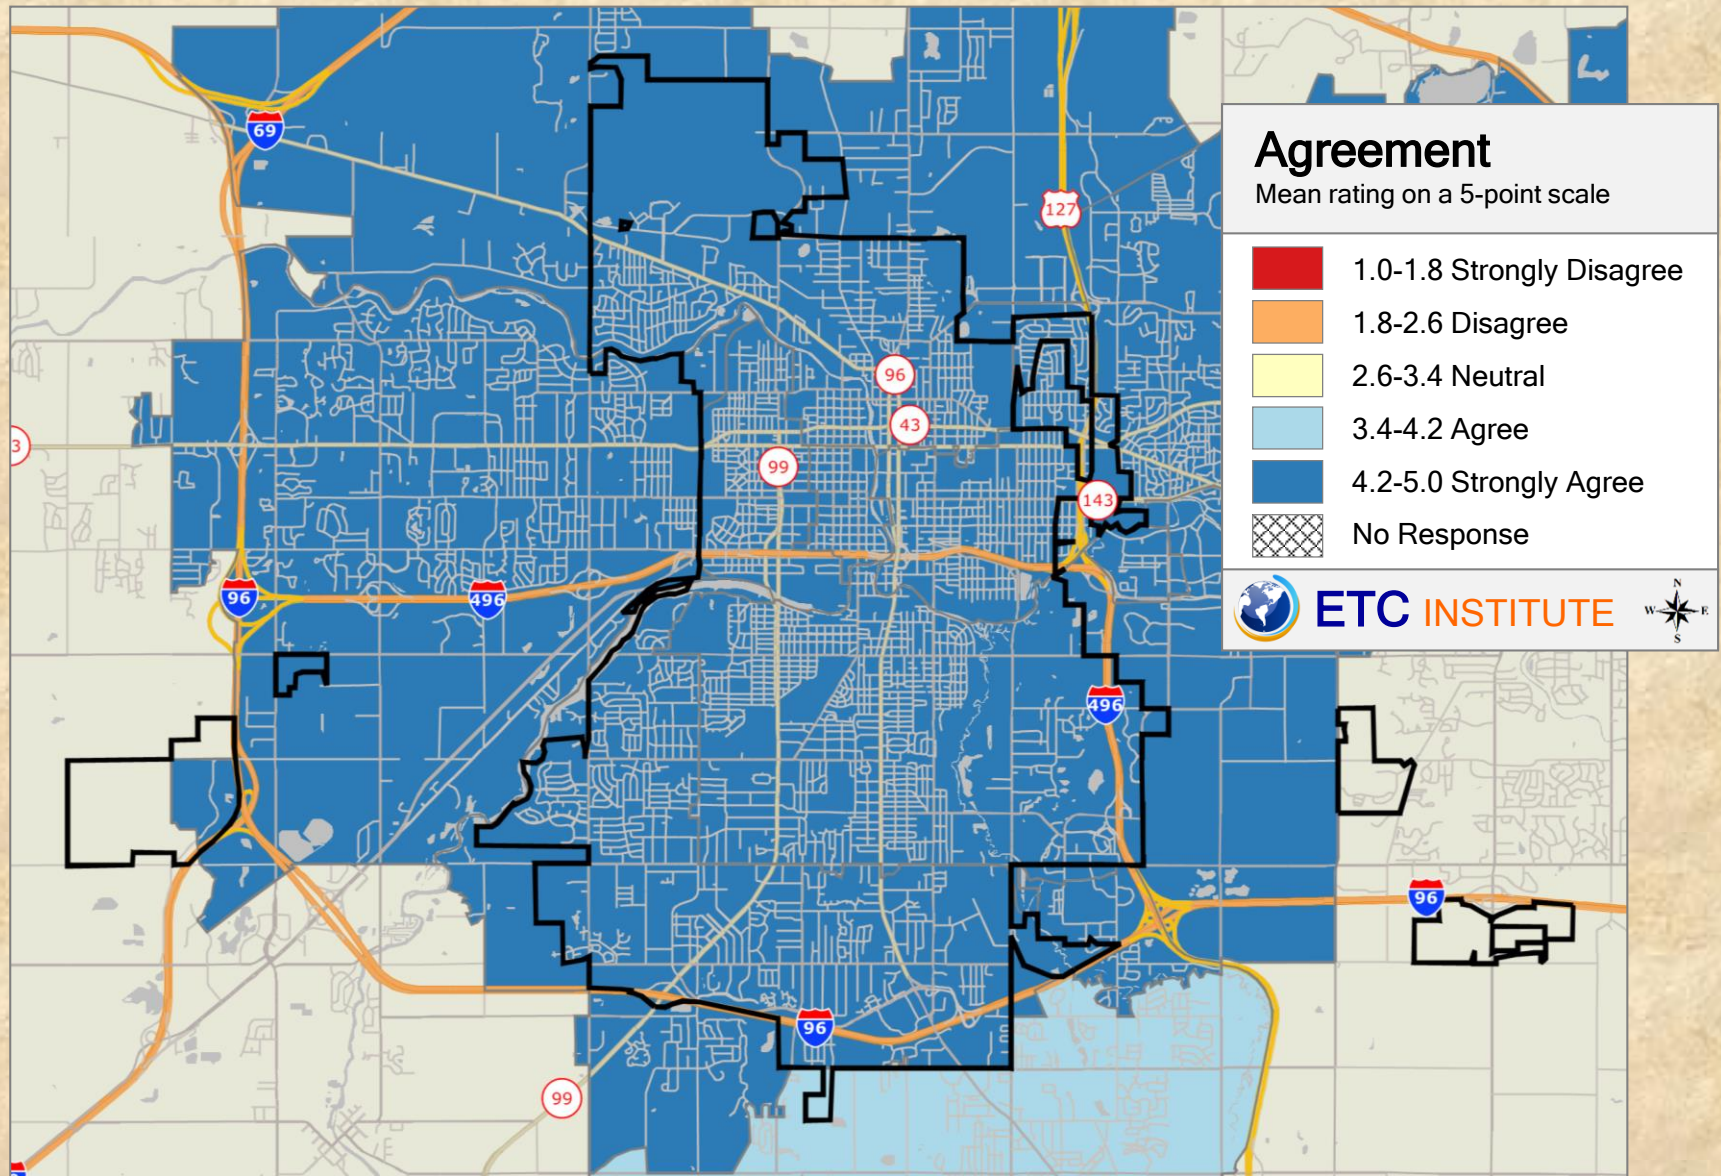 69
127
Agreement
Mean rating on a 5-point scale
1.0-1.8 Strongly Disagree
1.8-2.6 Disagree
2.6-3.4 Neutral
3.4-4.2 Agree
4.2-5.0 Strongly Agree
No Response
ETC INSTITUTE
N
W
E
S
96
43
3
99
143
96
496
496
96
96
99